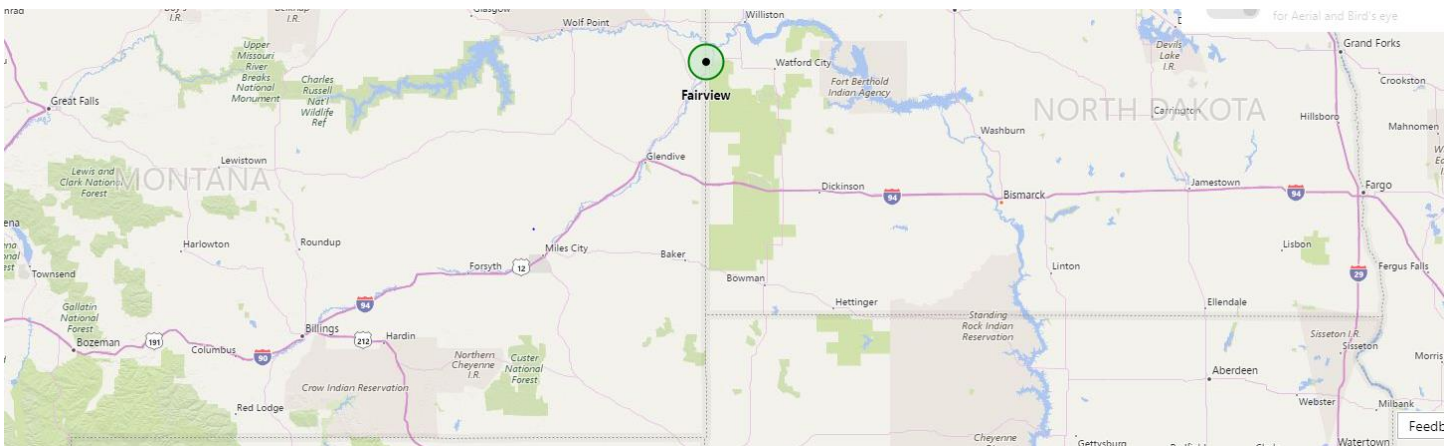 for Aerial and Bird's eye
Wolf Point
Williston
Grand Forks
Devils
Lake
I.R.
Upper
Missouri
River
Breaks
National
Monument
Charles
Russell
Nat'l
Wildlife
Ref
Watford City
Fort Berthold
Indian Agency
Crookston
Great Falls
Fairview
NORTH DAKOTA
Carrington
Hillsboro
Mahnomen
Washburn
Lewistown
Glendive
Lewis and
Clark National
Forest
MONTANA
Dickinson
94
Bismarck
Jamestown
94
Fargo
Harlowton
Roundup
Miles City
Baker
Lisbon
Townsend
Forsyth
12
Bowman
Linton
29
Fergus Falls
Gallatin
National
Forest
94
Hettinger
Ellendale
Standing
Rock Indian
Reservation
Billings
Hardin
Bozeman
191
Columbus
90
212
Sisseton I.R.
Sisseton
Northern
Cheyenne
I.R.
Custer
National
Forest
Crow Indian Reservation
Aberdeen
Red Lodge
Webster
Milbank
Cheyenne
Gettysburg
Watertown